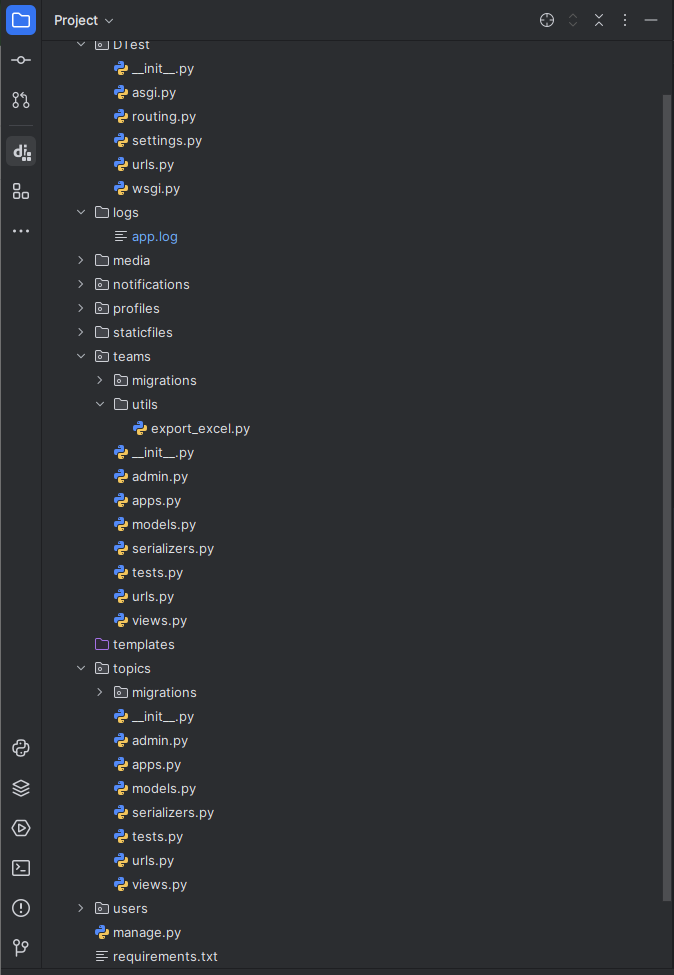 Project
DTest
__init__.py
asgi.py
routing.py
settings.py
urls.py
wsgi.py
logs
app.log
media
notifications
profiles
staticfiles
teams
migrations
utils
export_excel.py
__init__.py
admin.py
apps.py
models.py
serializers.py
tests.py
urls.py
views.py
templates
topics
migrations
__init__.py
admin.py
apps.py
models.py
serializers.py
tests.py
urls.py
views.py
users
manage.py
requirements.txt